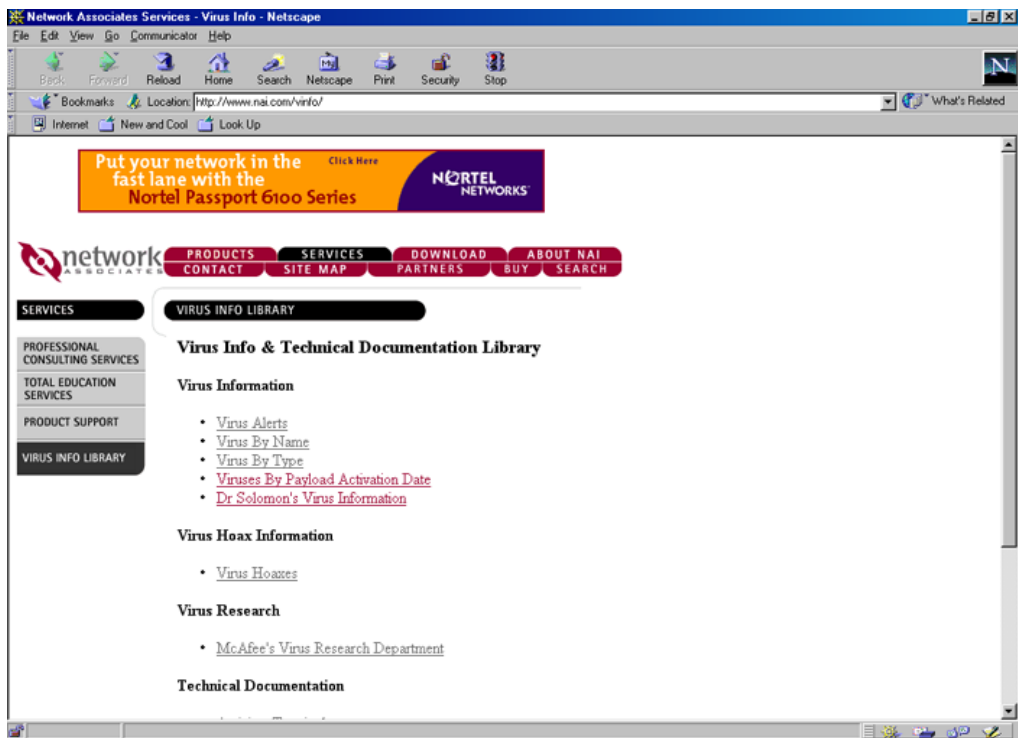 Network Associates Services - Virus Info - Netscape
File Edit View Go Communicator Help
Back Forward Reload Home Search Netscape Print Security Stop
My
N
Bookmarks Location: http://www.nai.com/vinfo/ What's Related
Internet New and Cool Look Up
Put your network in the
fast lane with the
Nortel Passport 6100 Series
Click Here
NORTEL
NETWORKS
network
ASSOCIATES
PRODUCTS SERVICES DOWNLOAD ABOUT NAI
CONTACT SITE MAP PARTNERS BUY SEARCH
SERVICES
PROFESSIONAL
CONSULTING SERVICES
TOTAL EDUCATION
SERVICES
PRODUCT SUPPORT
VIRUS INFO LIBRARY
VIRUS INFO LIBRARY
Virus Info & Technical Documentation Library
Virus Information
• Virus Alerts
• Virus By Name
• Virus By Type
• Viruses By Payload Activation Date
• Dr Solomon's Virus Information
Virus Hoax Information
• Virus Hoaxes
Virus Research
• McAfee's Virus Research Department
Technical Documentation